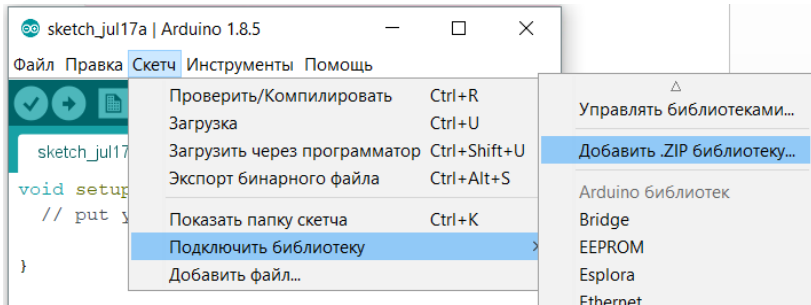 sketch_jul17a | Arduino 1.8.5
Файл Правка Скетч Инструменты Помощь
Проверить/Компилировать Ctrl+R
Загрузка Ctrl+U
Загрузить через программатор Ctrl+Shift+U
Экспорт бинарного файла Ctrl+Alt+S
Показать папку скетча Ctrl+K
Подключить библиотеку
Добавить файл...
Управлять библиотеками...
Добавить .ZIP библиотеку...
Arduino библиотек
Bridge
EEPROM
Esplora
Ethernet
sketch_jul17
void setup
// put y
}